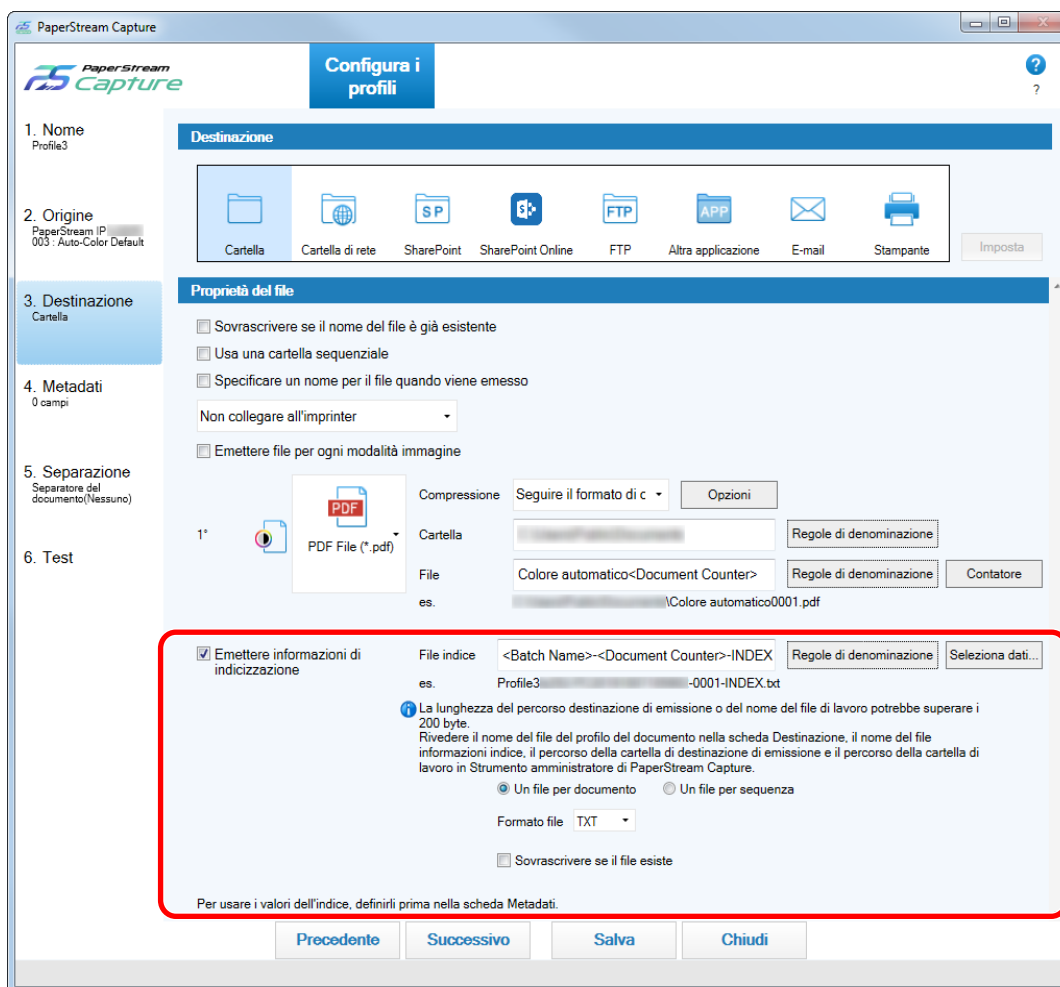 PaperStream Capture
PaperStream
Capture
Configura i
profili
?
?
1. Nome
Profile3
2. Origine
PaperStream IP
003 : Auto-Color Default
3. Destinazione
Cartella
4. Metadati
0 campi
5. Separazione
Separatore del
documento(Nessuno)
6. Test
Destinazione
Cartella
Cartella di rete
SP
SharePoint
S
SharePoint Online
FTP
FTP
APP
Altra applicazione
E-mail
Stampante
Imposta
Proprietà del file
Sovrascrivere se il nome del file è già esistente
Usa una cartella sequenziale
Specificare un nome per il file quando viene emesso
Non collegare all'imprinter
Emettere file per ogni modalità immagine
1°
PDF
PDF File (*.pdf)
Compressione
Seguire il formato di c
Opzioni
Cartella
Regole di denominazione
File
Colore automatico<Document Counter>
Regole di denominazione
Contatore
es.
\Colore automatico0001.pdf
Emettere informazioni di
indicizzazione
File indice
<Batch Name>-<Document Counter>-INDEX
Regole di denominazione
Seleziona dati...
es.
Profile3
-0001-INDEX.txt
La lunghezza del percorso destinazione di emissione o del nome del file di lavoro potrebbe superare i
200 byte.
Rivedere il nome del file del profilo del documento nella scheda Destinazione, il nome del file
informazioni indice, il percorso della cartella di destinazione di emissione e il percorso della cartella di
lavoro in Strumento amministratore di PaperStream Capture.
Un file per documento
Un file per sequenza
Formato file
TXT
Sovrascrivere se il file esiste
Per usare i valori dell'indice, definirli prima nella scheda Metadati.
Precedente
Successivo
Salva
Chiudi